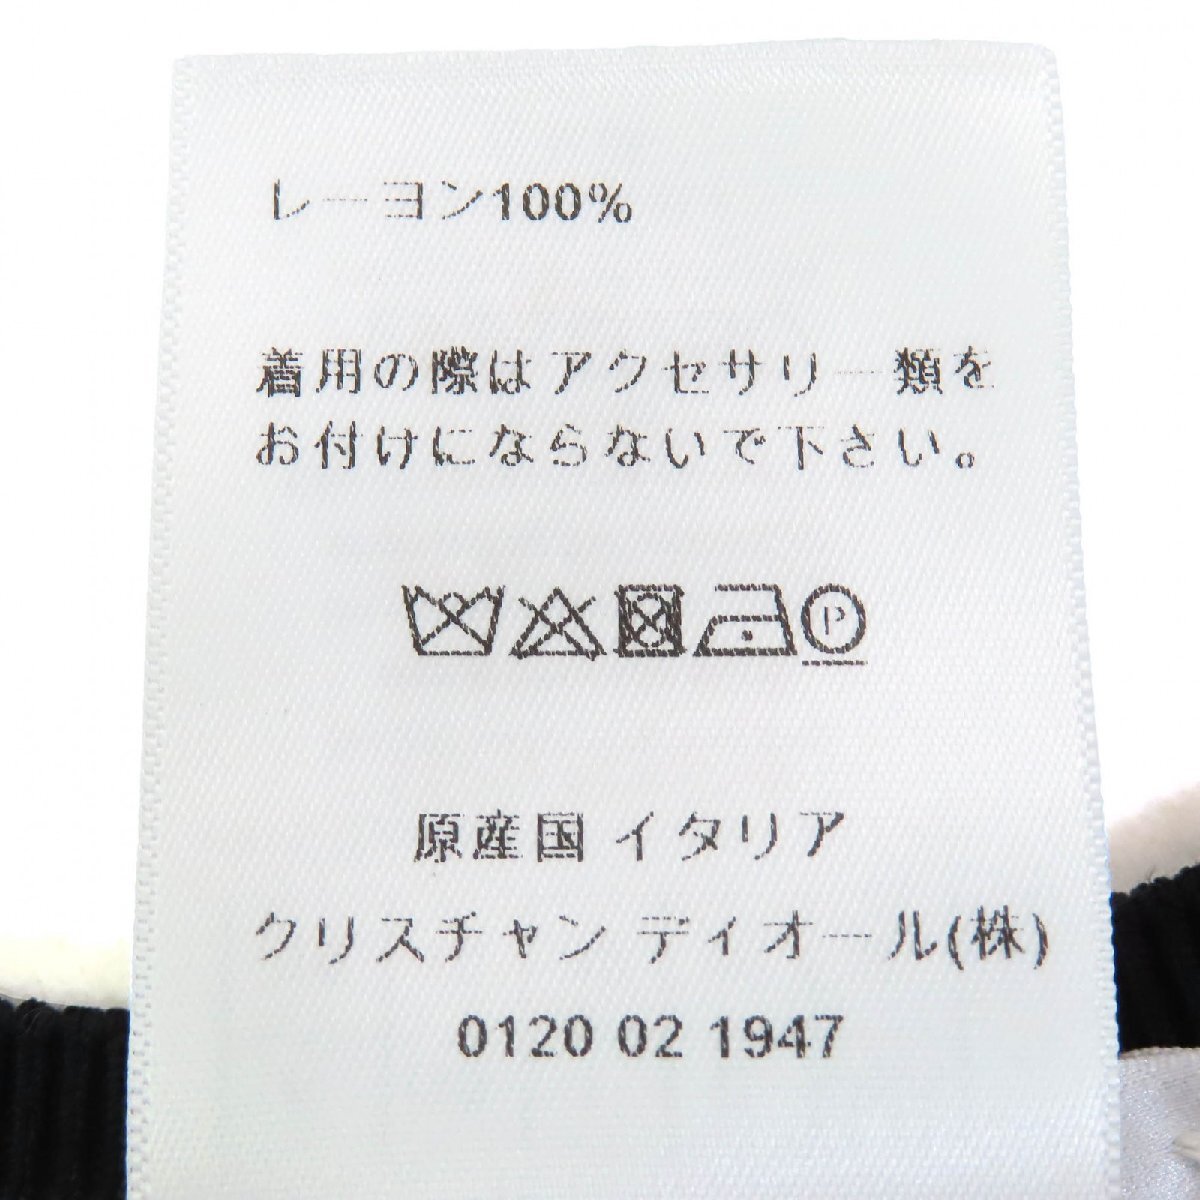 レーヨン100%
着用の際はアクセサリー類を
お付けにならないで下さい。
P
原産国 イタリア
クリスチャン ディオール(株)
0120 02 1947